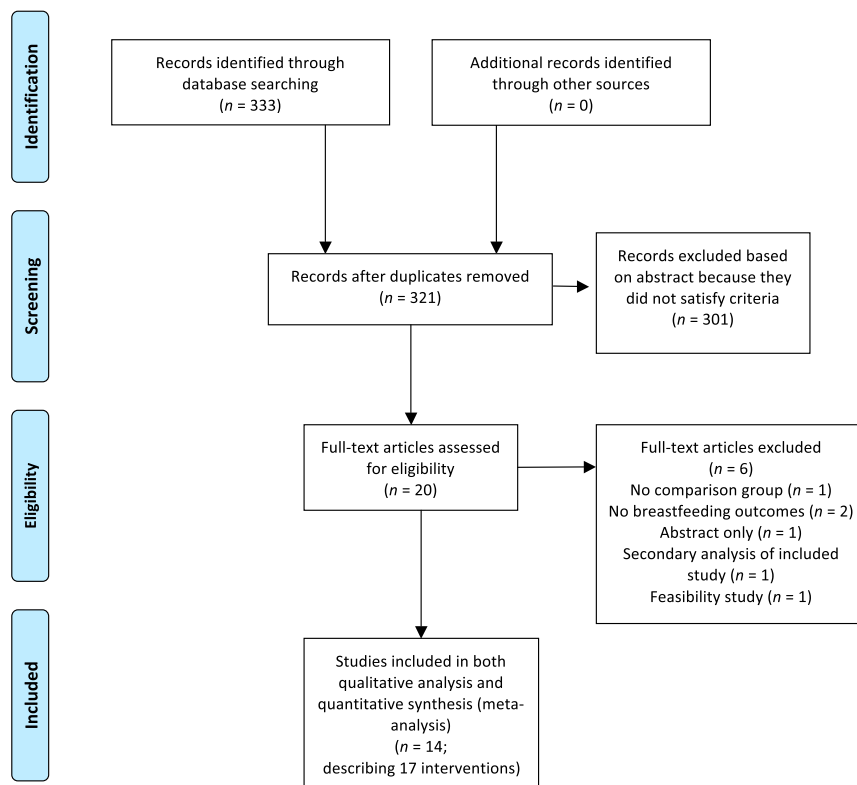 Identification
Records identified through
database searching
(n = 333)
Additional records identified
through other sources
(n = 0)
Screening
Records after duplicates removed
(n = 321)
Records excluded based
on abstract because they
did not satisfy criteria
(n = 301)
Eligibility
Full-text articles assessed
for eligibility
(n = 20)
Full-text articles excluded
(n = 6)
No comparison group (n = 1)
No breastfeeding outcomes (n = 2)
Abstract only (n = 1)
Secondary analysis of included
study (n = 1)
Feasibility study (n = 1)
Included
Studies included in both
qualitative analysis and
quantitative synthesis (meta-
analysis)
(n = 14;
describing 17 interventions)